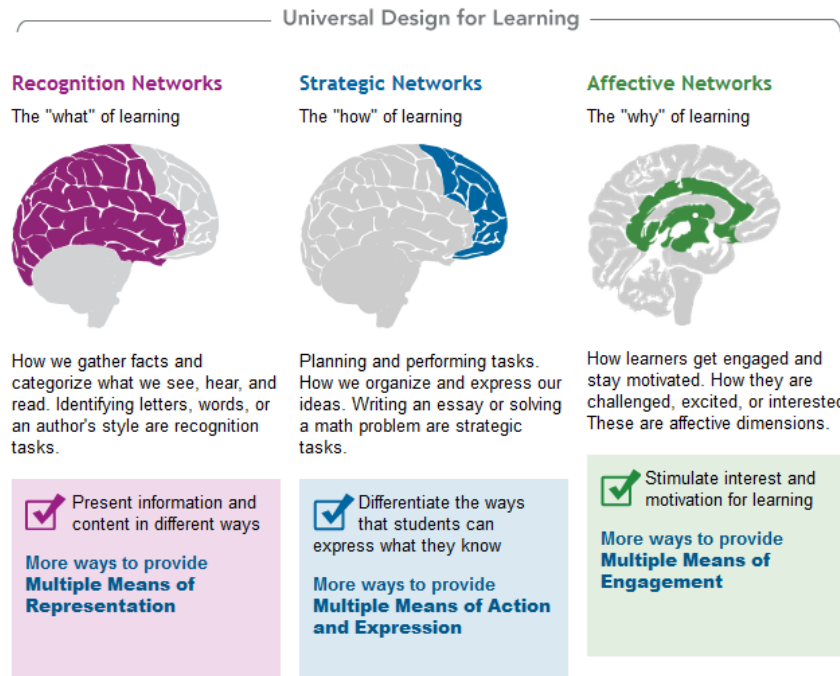 Universal Design for Learning
Recognition Networks
The "what" of learning
How we gather facts and
categorize what we see, hear, and
read. Identifying letters, words, or
an author's style are recognition
tasks.
Present information and
content in different ways
More ways to provide
Multiple Means of
Representation
Strategic Networks
The "how" of learning
Planning and performing tasks.
How we organize and express our
ideas. Writing an essay or solving
a math problem are strategic
tasks.
Differentiate the ways
that students can
express what they know
More ways to provide
Multiple Means of Action
and Expression
Affective Networks
The "why" of learning
How learners get engaged and
stay motivated. How they are
challenged, excited, or interested
These are affective dimensions.
Stimulate interest and
motivation for learning
More ways to provide
Multiple Means of
Engagement